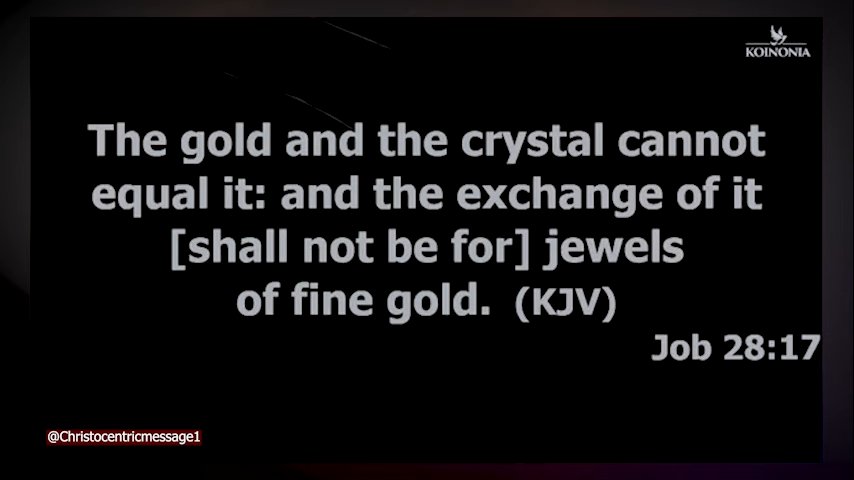 KOINONIA
The gold and the crystal cannot
equal it: and the exchange of it
[shall not be for] jewels
of fine gold. (KJV)
Job 28:17
@Christocentricmessage1